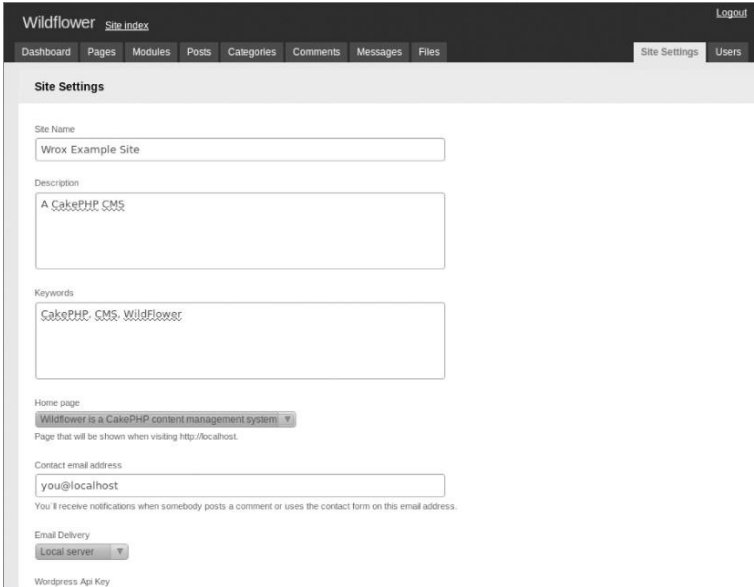 Logout
Wildflower Site index
Dashboard Pages Modules Posts Categories Comments Messages Files Site Settings Users
Site Settings
Site Name
Wrox Example Site
Description
A CakePHP CMS
Keywords
CakePHP, CMS, WildFlower
Home page
Wildflower is a CakePHP content management system
Page that will be shown when visiting http://localhost.
Contact email address
you@localhost
You`ll receive notifications when somebody posts a comment or uses the contact form on this email address.
Email Delivery
Local server
Wordpress Api Key